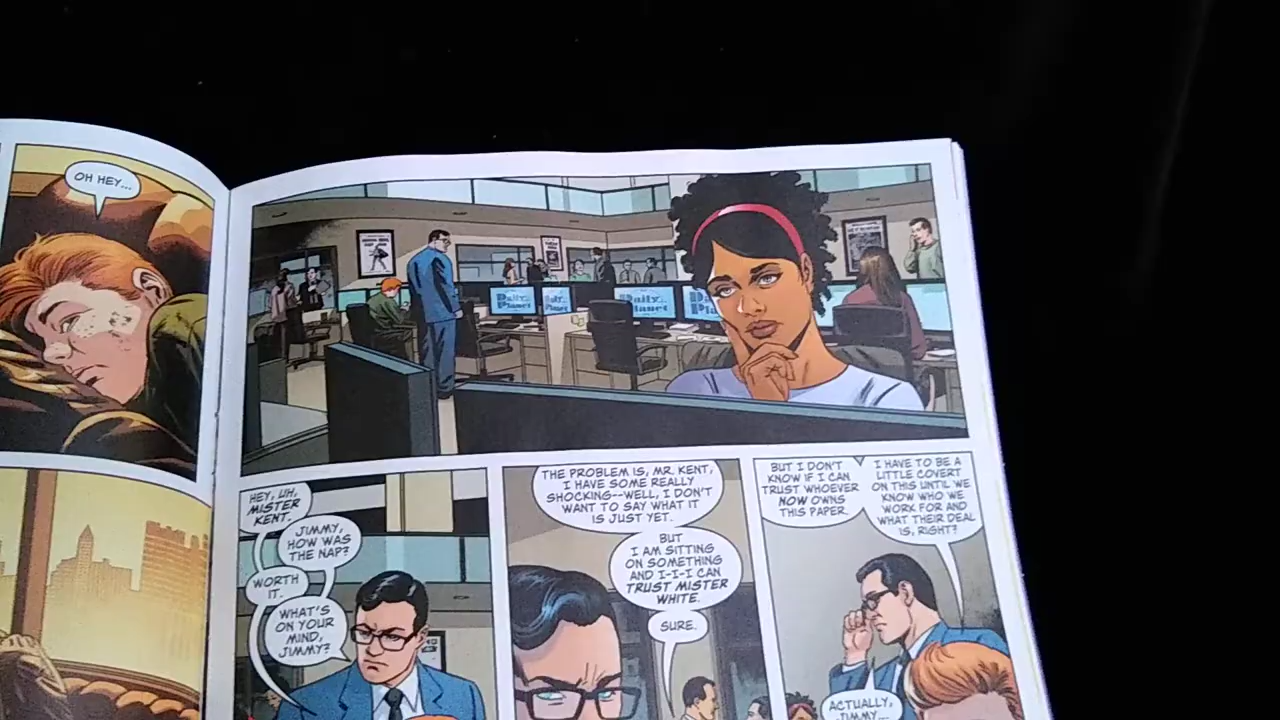 OH HEY...
Daily
Planet
Daily
Planet
Daily
Planet
HEY, UH,
MISTER
KENT.
JIMMY,
HOW WAS
THE NAP?
WORTH
IT.
WHAT'S
ON YOUR
MIND,
JIMMY?
THE PROBLEM IS, MR. KENT,
I HAVE SOME REALLY
SHOCKING--WELL, I DON'T
WANT TO SAY WHAT IT
IS JUST YET.
BUT
I AM SITTING
ON SOMETHING
AND I-I-I CAN
TRUST MISTER
WHITE.
SURE.
BUT I DON'T
KNOW IF I CAN
TRUST WHOEVER
NOW OWNS
THIS PAPER.
I HAVE TO BE A
LITTLE COVERT
ON THIS UNTIL WE
KNOW WHO WE
WORK FOR AND
WHAT THEIR DEAL
IS, RIGHT?
ACTUALLY,
JIMMY...